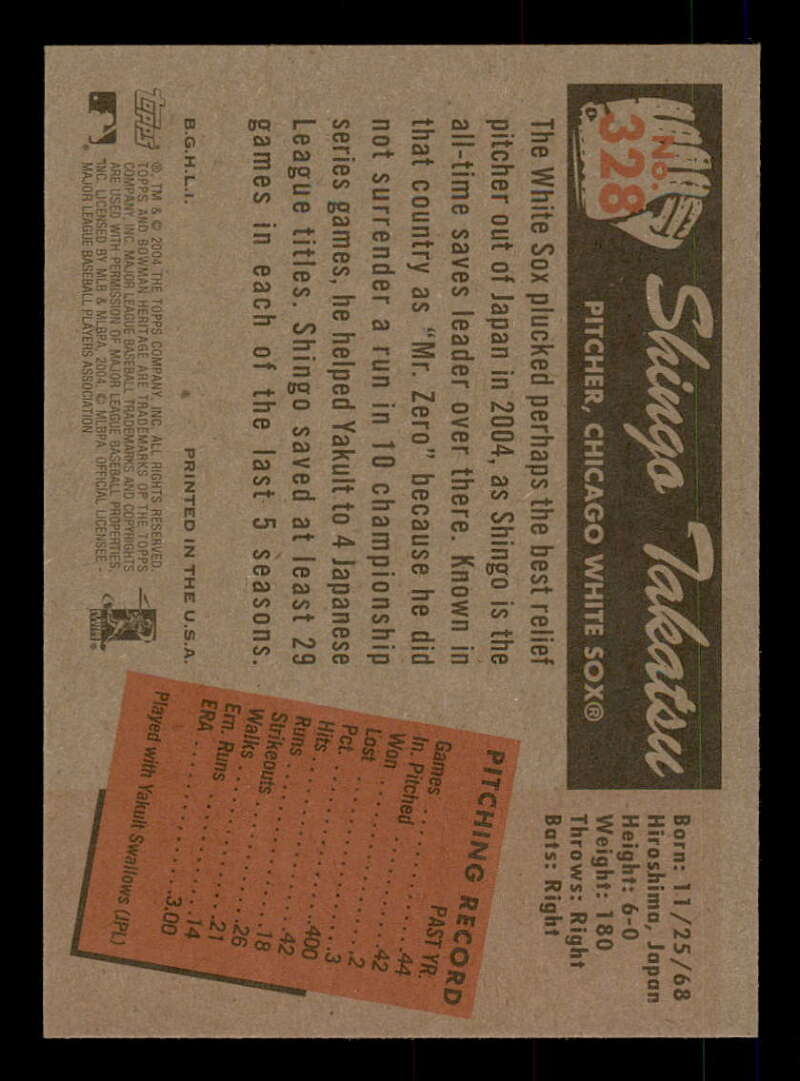 No.
328
Shingo Takatsu
PITCHER, CHICAGO WHITE SOX®
Born: 11/25/68
Hiroshima, Japan
Height: 6-0
Weight: 180
Throws: Right
Bats: Right
The White Sox plucked perhaps the best relief
pitcher out of Japan in 2004, as Shingo is the
all-time saves leader over there. Known in
that country as “Mr. Zero” because he did
not surrender a run in 10 championship
series games, he helped Yakult to 4 Japanese
League titles. Shingo saved at least 29
games in each of the last 5 seasons.
PITCHING RECORD
PAST YR.
Games ..........44
In. Pitched ..........42
Won ..........2
Lost ..........3
Pct. ...........400
Hits ..........42
Runs ..........18
Strikeouts ..........26
Walks ..........21
Ern. Runs ..........14
ERA ..........3.00
Played with Yakult Swallows (JPL)
B.G.H.L.I. PRINTED IN THE U.S.A.
Topps
®, TM & © 2004 THE TOPPS COMPANY, INC. ALL RIGHTS RESERVED.
TOPPS AND BOWMAN HERITAGE ARE TRADEMARKS OF THE TOPPS
COMPANY, INC. MAJOR LEAGUE BASEBALL TRADEMARKS AND COPYRIGHTS
ARE USED WITH PERMISSION OF MAJOR LEAGUE BASEBALL PROPERTIES,
INC. LICENSED BY MLB & MLBPA, 2004. © MLBPA OFFICIAL LICENSEE -
MAJOR LEAGUE BASEBALL PLAYERS ASSOCIATION